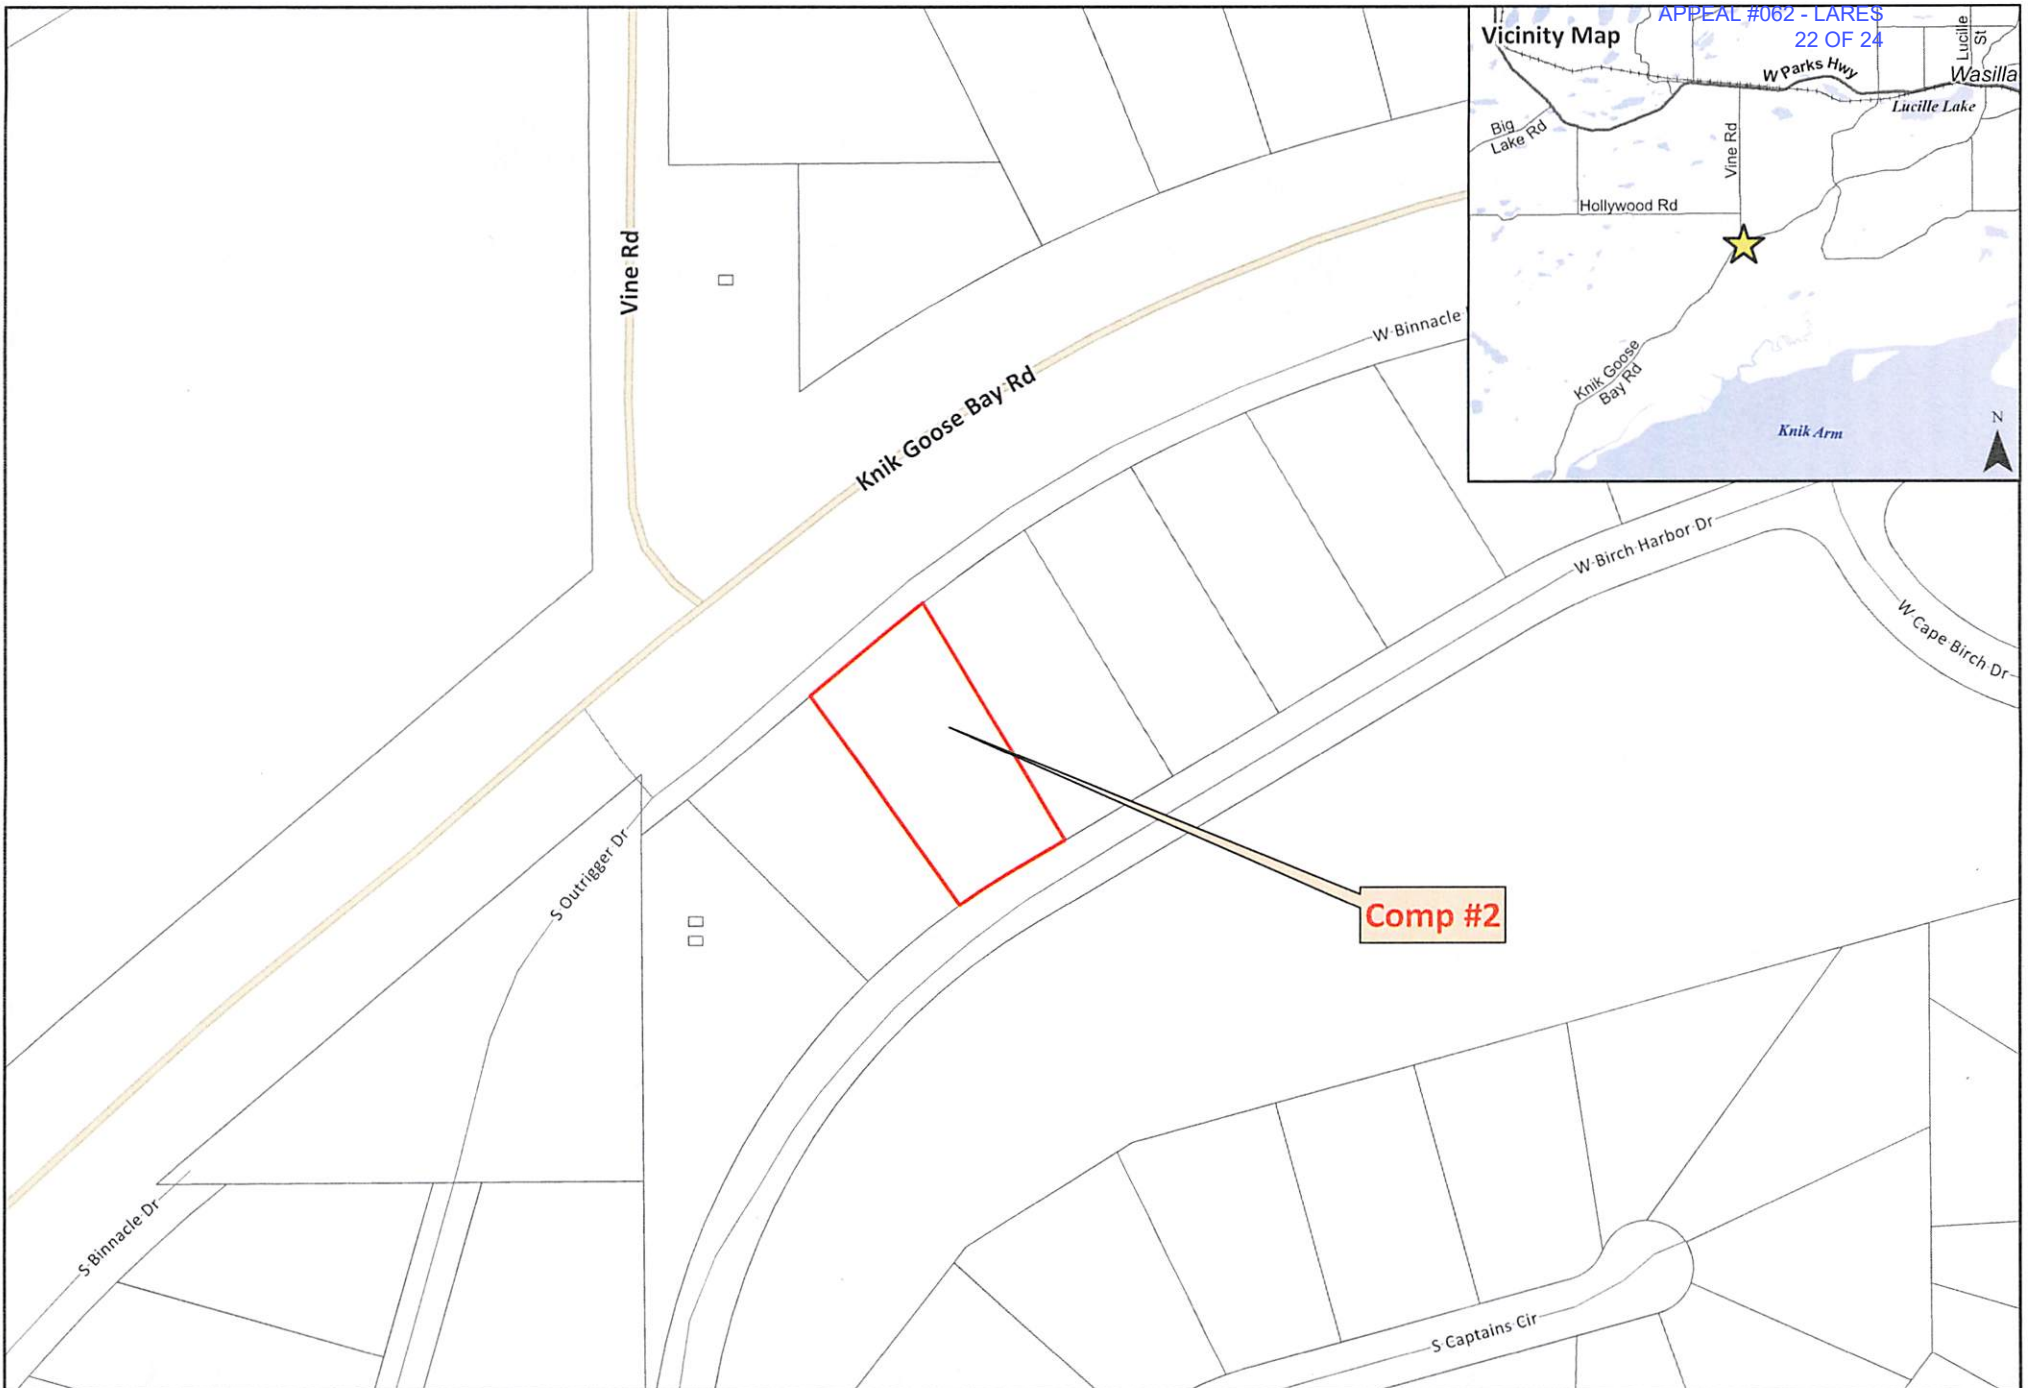 APPEAL #062 - LARES
22 OF 24
Vicinity Map
Lucille
St
W Parks Hwy
Wasilla
Lucille Lake
Big
Lake Rd
Vine Rd
Hollywood Rd
Knik Goose
Bay Rd
Knik Arm
N
Vine Rd
Knik Goose Bay Rd
W Binnacle
W Birch Harbor Dr
W Cape Birch Dr
S Outrigger Dr
Comp #2
S Binnacle Dr
S Captains Cir